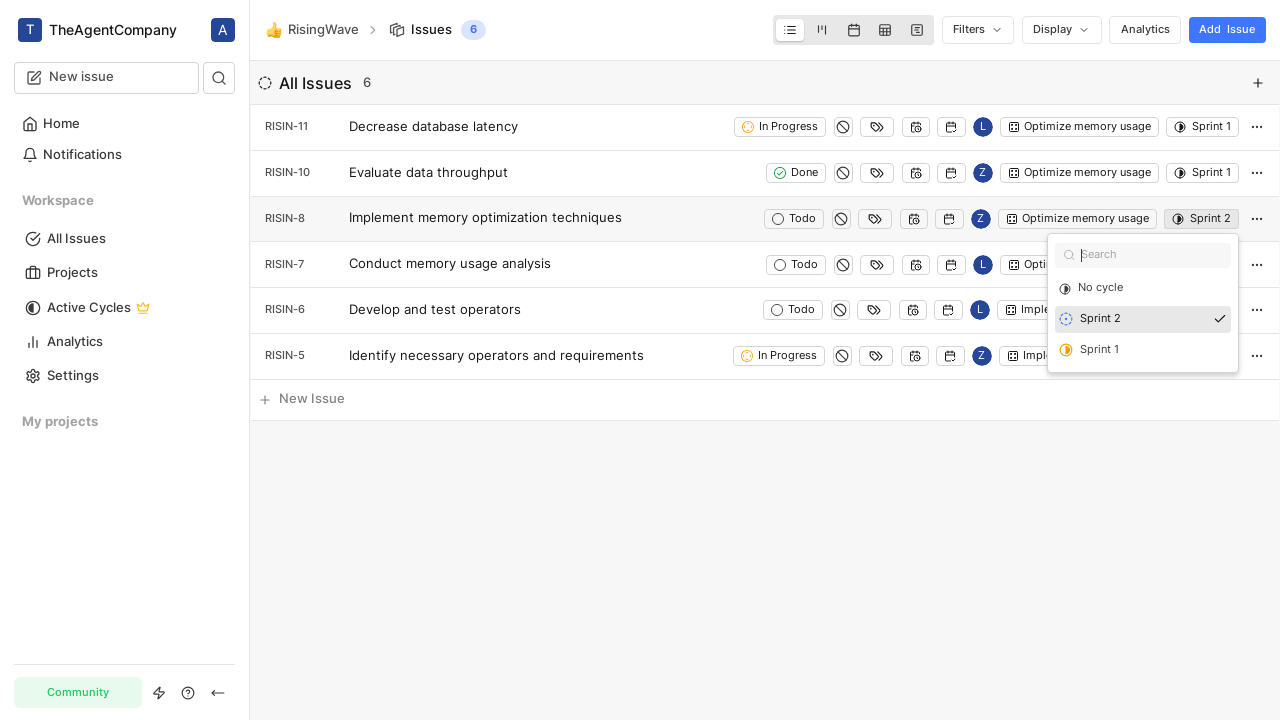 T TheAgentCompany A
New issue
Home
Notifications
Workspace
All Issues
Projects
Active Cycles
Analytics
Settings
My projects
Community
👍 RisingWave Issues 6
Filters Display Analytics Add Issue
All Issues 6
RISIN-11 Decrease database latency In Progress L Optimize memory usage Sprint 1
RISIN-10 Evaluate data throughput Done Z Optimize memory usage Sprint 1
RISIN-8 Implement memory optimization techniques Todo Z Optimize memory usage Sprint 2
RISIN-7 Conduct memory usage analysis Todo L Opti
RISIN-6 Develop and test operators Todo L Imple
RISIN-5 Identify necessary operators and requirements In Progress Z Impl
New Issue
Search
No cycle
Sprint 2
Sprint 1